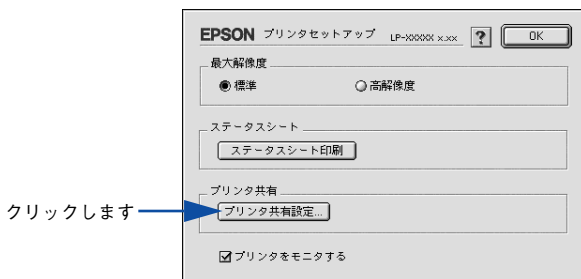 EPSON プリンタセットアップ LP-XXXXX x.xx ? OK
最大解像度
標準 高解像度
ステータスシート
ステータスシート印刷
プリンタ共有
クリックします プリンタ共有設定...
プリンタをモニタする